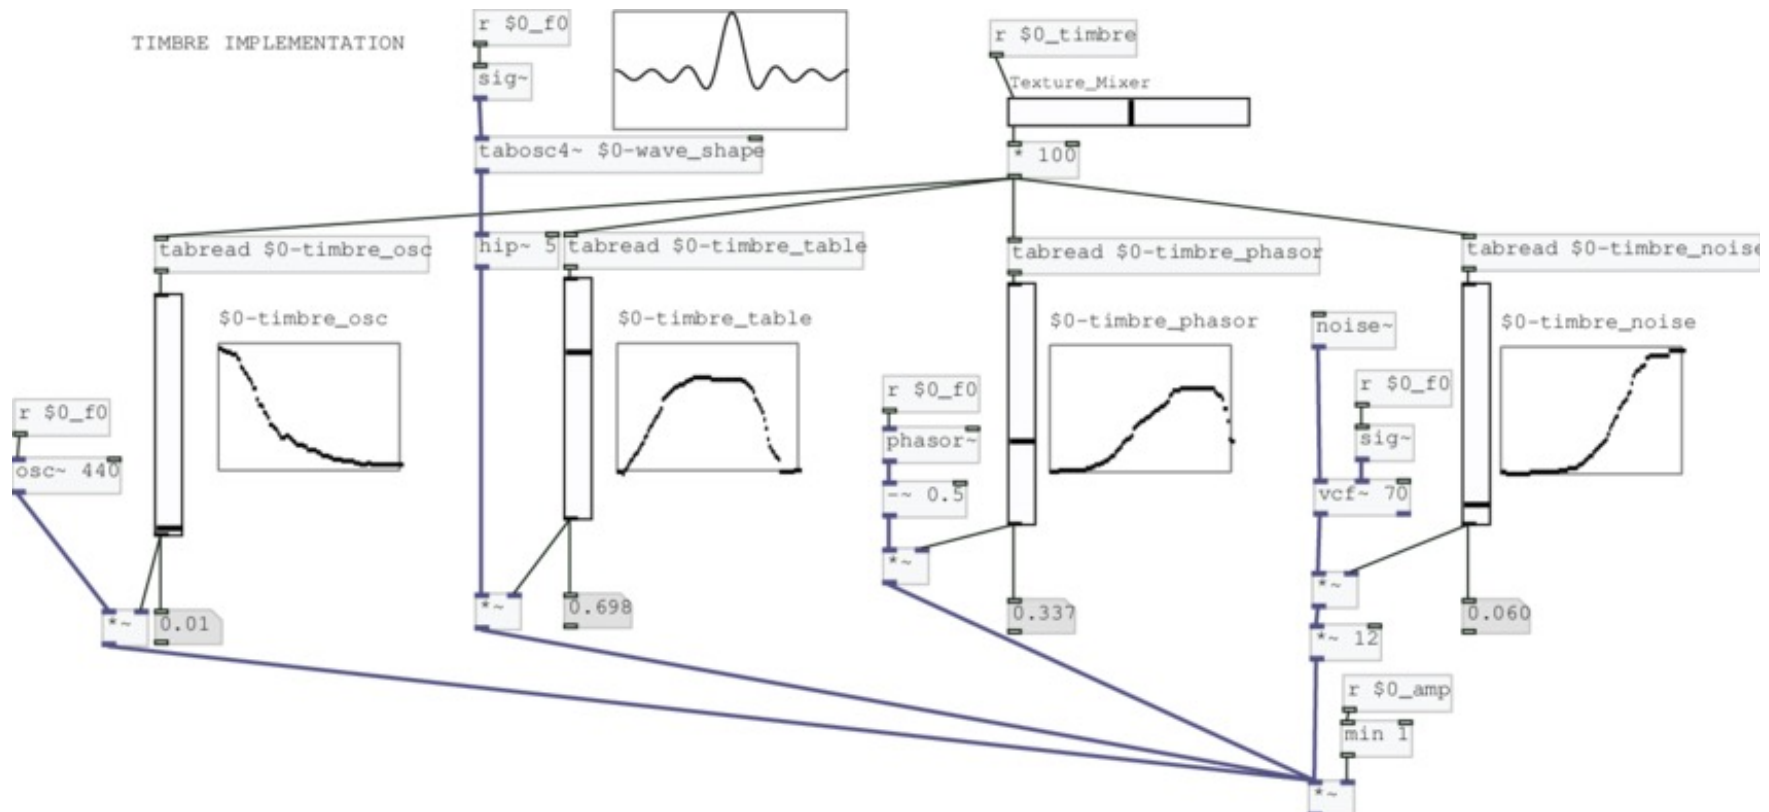 TIMBRE IMPLEMENTATION
r $0_f0
sig~
tabosc4~ $0-wave_shape
r $0_timbre
Texture_Mixer
* 100
tabread $0-timbre_osc
hip~ 5
tabread $0-timbre_table
tabread $0-timbre_phasor
tabread $0-timbre_noise
$0-timbre_osc
$0-timbre_table
$0-timbre_phasor
$0-timbre_noise
noise~
r $0_f0
osc~ 440
r $0_f0
phasor~
-~ 0.5
*~
r $0_f0
sig~
vcf~ 70
*~
*~
0.01
*~
0.698
0.337
0.060
*~ 12
r $0_amp
min 1
*~